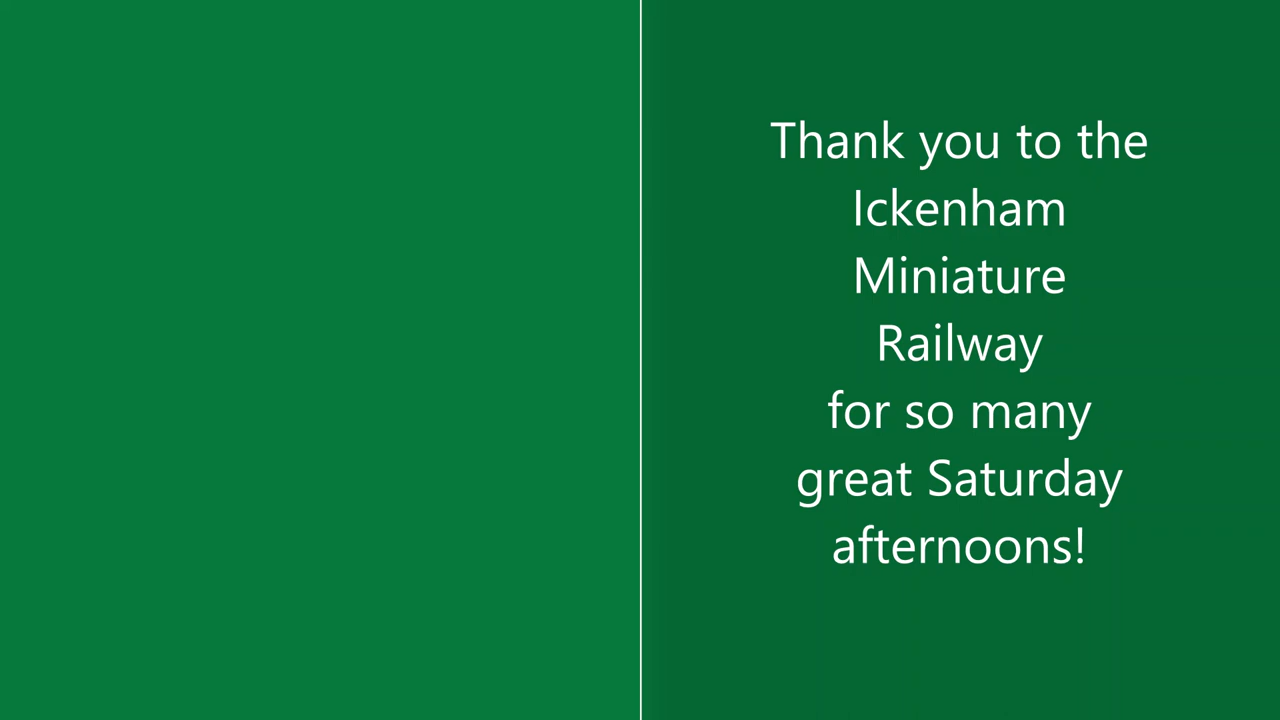 Thank you to the
Ickenham
Miniature
Railway
for so many
great Saturday
afternoons!